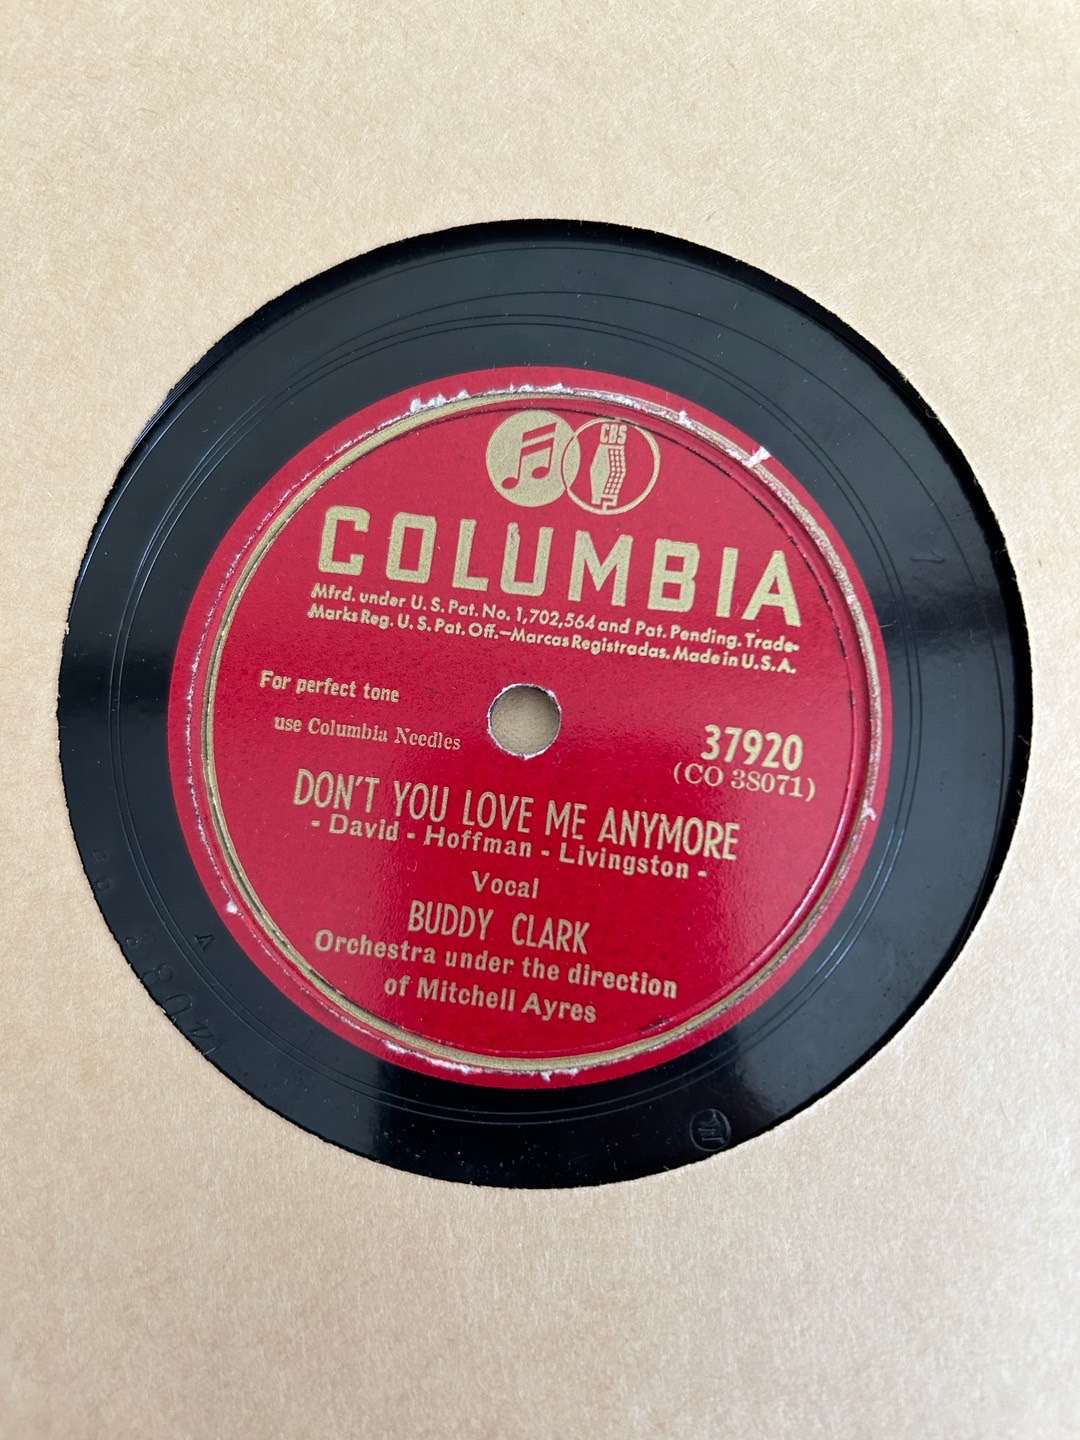 CBS
COLUMBIA
Mfrd. under U. S. Pat. No. 1,702,564 and Pat. Pending. Trade-
Marks Reg. U. S. Pat. Off.—Marcas Registradas. Made in U. S. A.
For perfect tone
use Columbia Needles
37920
(CO 38071)
DON'T YOU LOVE ME ANYMORE
- David - Hoffman - Livingston -
Vocal
BUDDY CLARK
Orchestra under the direction
of Mitchell Ayres